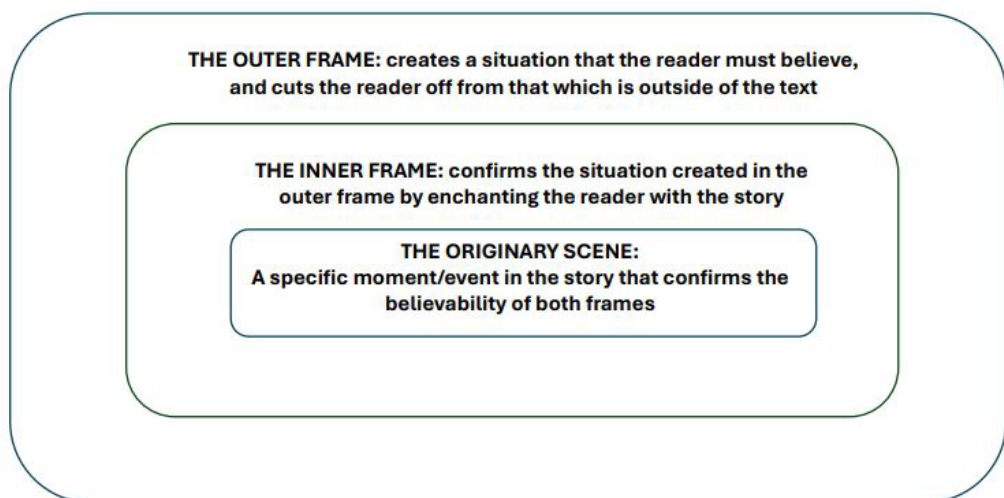 THE OUTER FRAME: creates a situation that the reader must believe,
and cuts the reader off from that which is outside of the text
THE INNER FRAME: confirms the situation created in the
outer frame by enchanting the reader with the story
THE ORIGINARY SCENE:
A specific moment/event in the story that confirms the
believability of both frames